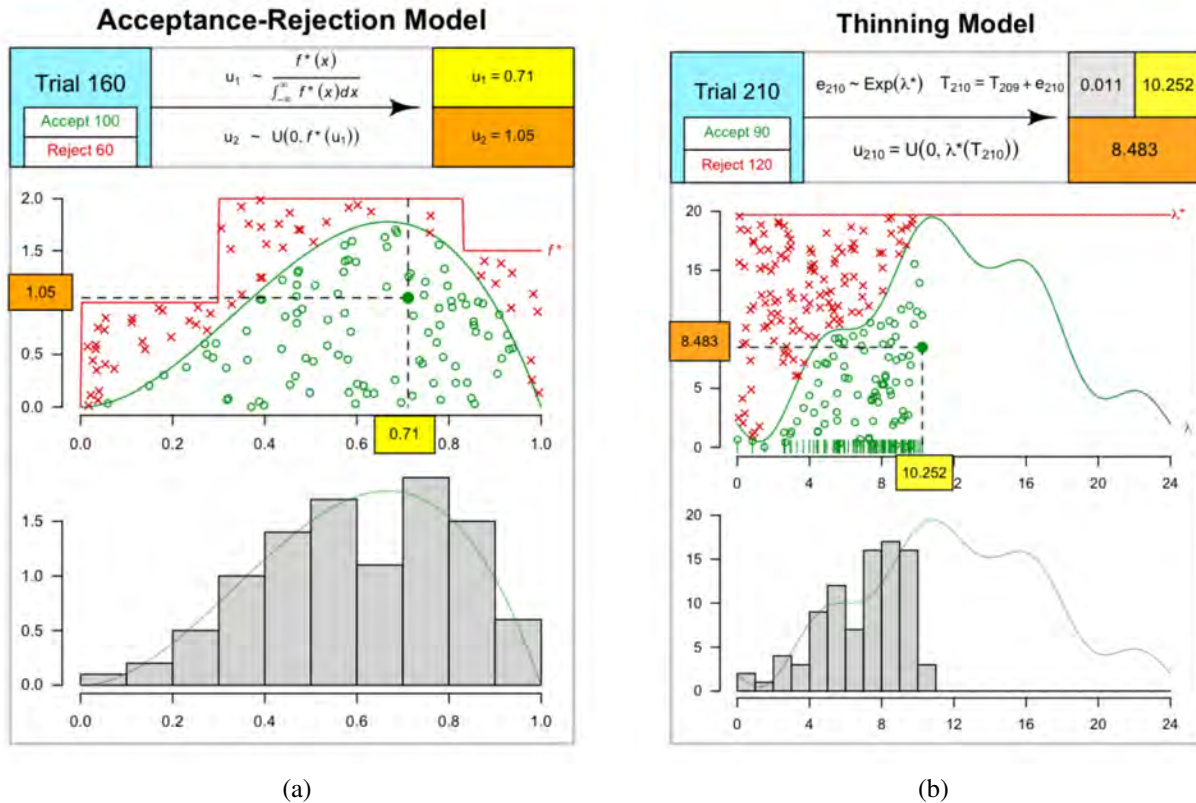 Acceptance-Rejection Model
Trial 160
Accept 100
Reject 60
u₁ ~ f*(x) / ∫_{-∞}^{∞} f*(x)dx
u₂ ~ U(0, f*(u₁))
u₁ = 0.71
u₂ = 1.05
2.0
1.5
1.05
0.5
0.0
f*
0.0 0.2 0.4 0.6 0.8 1.0
0.71
1.5
1.0
0.5
0.0
0.0 0.2 0.4 0.6 0.8 1.0
(a)
Thinning Model
Trial 210
Accept 90
Reject 120
e₂₁₀ ~ Exp(λ*) T₂₁₀ = T₂₀₉ + e₂₁₀
u₂₁₀ = U(0, λ*(T₂₁₀))
0.011 10.252
8.483
20
15
8.483
5
0
λ*
λ
0 4 8 2 16 20 24
10.252
20
15
10
5
0
0 4 8 12 16 20 24
(b)